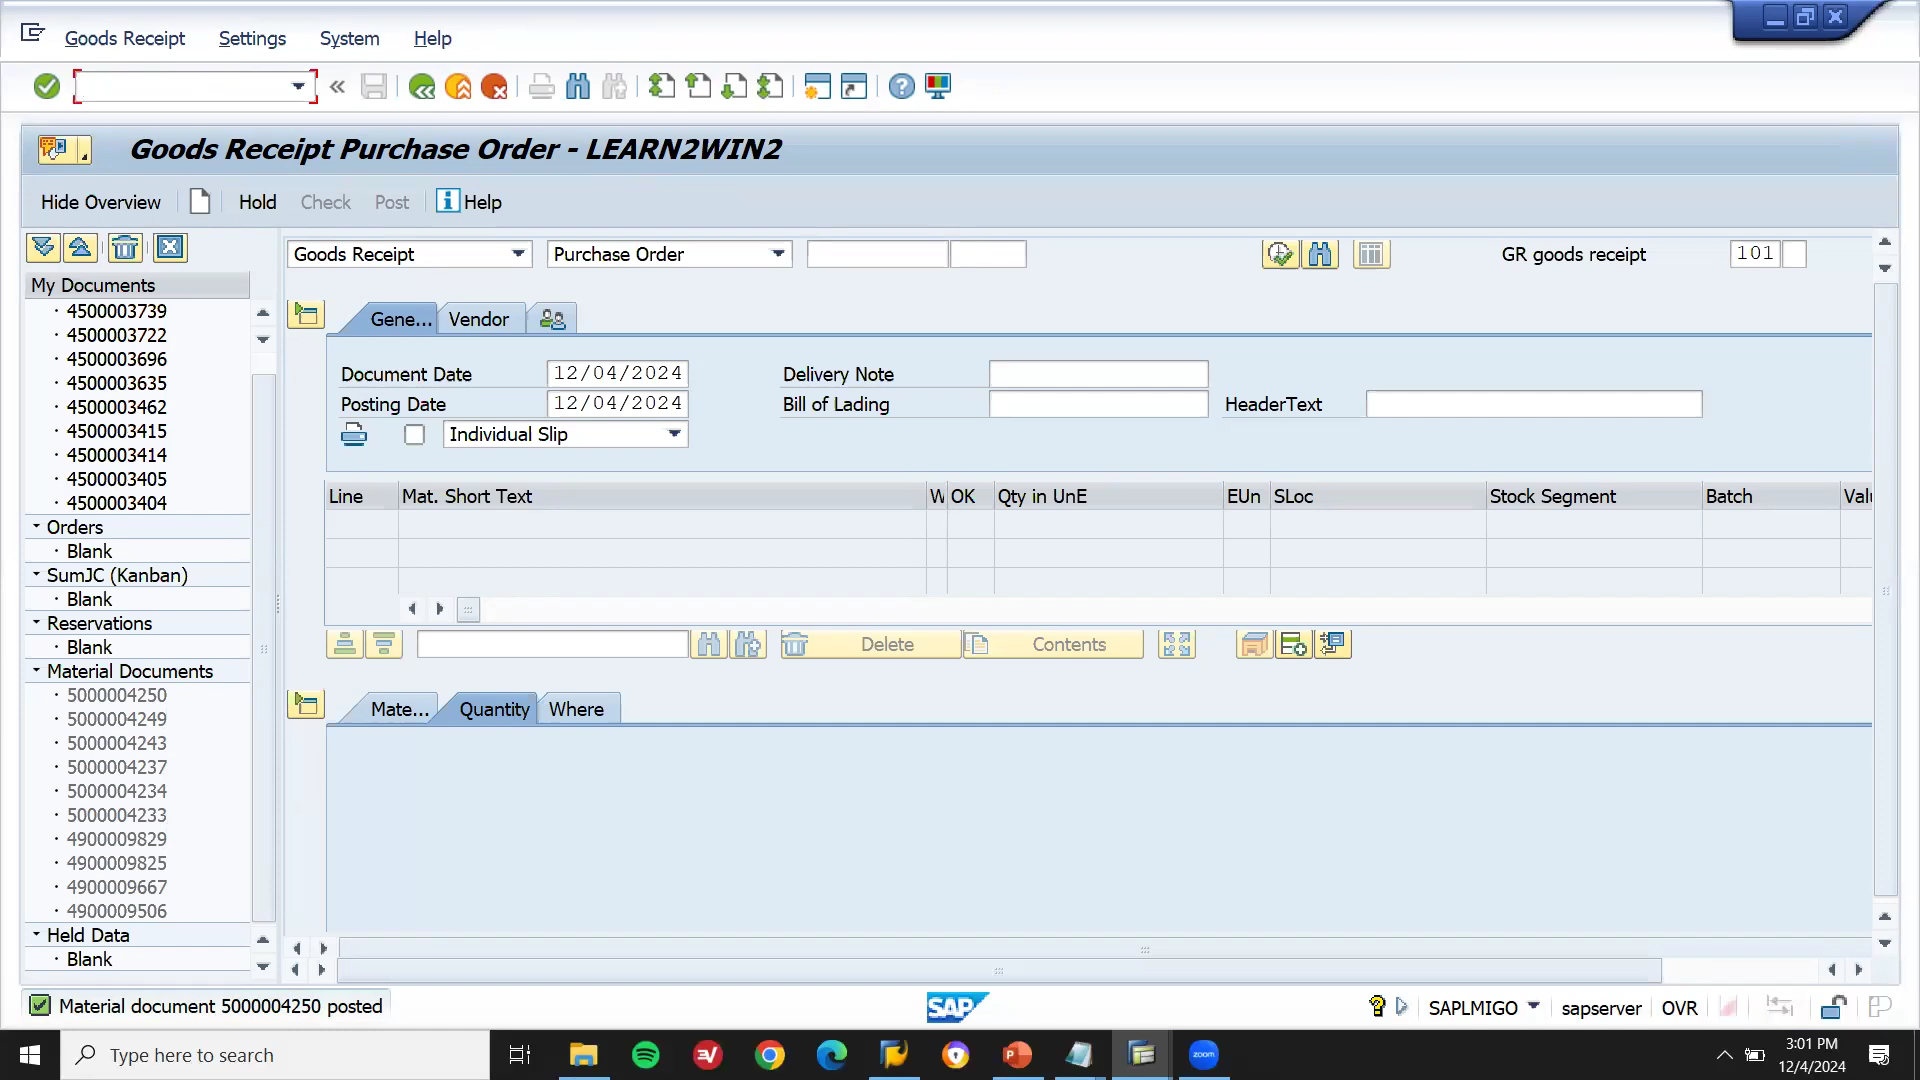 Goods Receipt Settings System Help
Goods Receipt Purchase Order - LEARN2WIN2
Hide Overview Hold Check Post Help
Goods Receipt Purchase Order GR goods receipt 101
My Documents
4500003739
4500003722
4500003696
4500003635
4500003462
4500003415
4500003414
4500003405
4500003404
Orders
Blank
SumJC (Kanban)
Blank
Reservations
Blank
Material Documents
5000004250
5000004249
5000004243
5000004237
5000004234
5000004233
4900009829
4900009825
4900009667
4900009506
Held Data
Blank
Gene... Vendor
Document Date 12/04/2024 Delivery Note
Posting Date 12/04/2024 Bill of Lading HeaderText
Individual Slip
Line Mat. Short Text W OK Qty in UnE EUn SLoc Stock Segment Batch Valu
Delete Contents
Mate... Quantity Where
Material document 5000004250 posted SAP SAPLMIGO sapserver OVR
Type here to search zoom 3:01 PM
12/4/2024